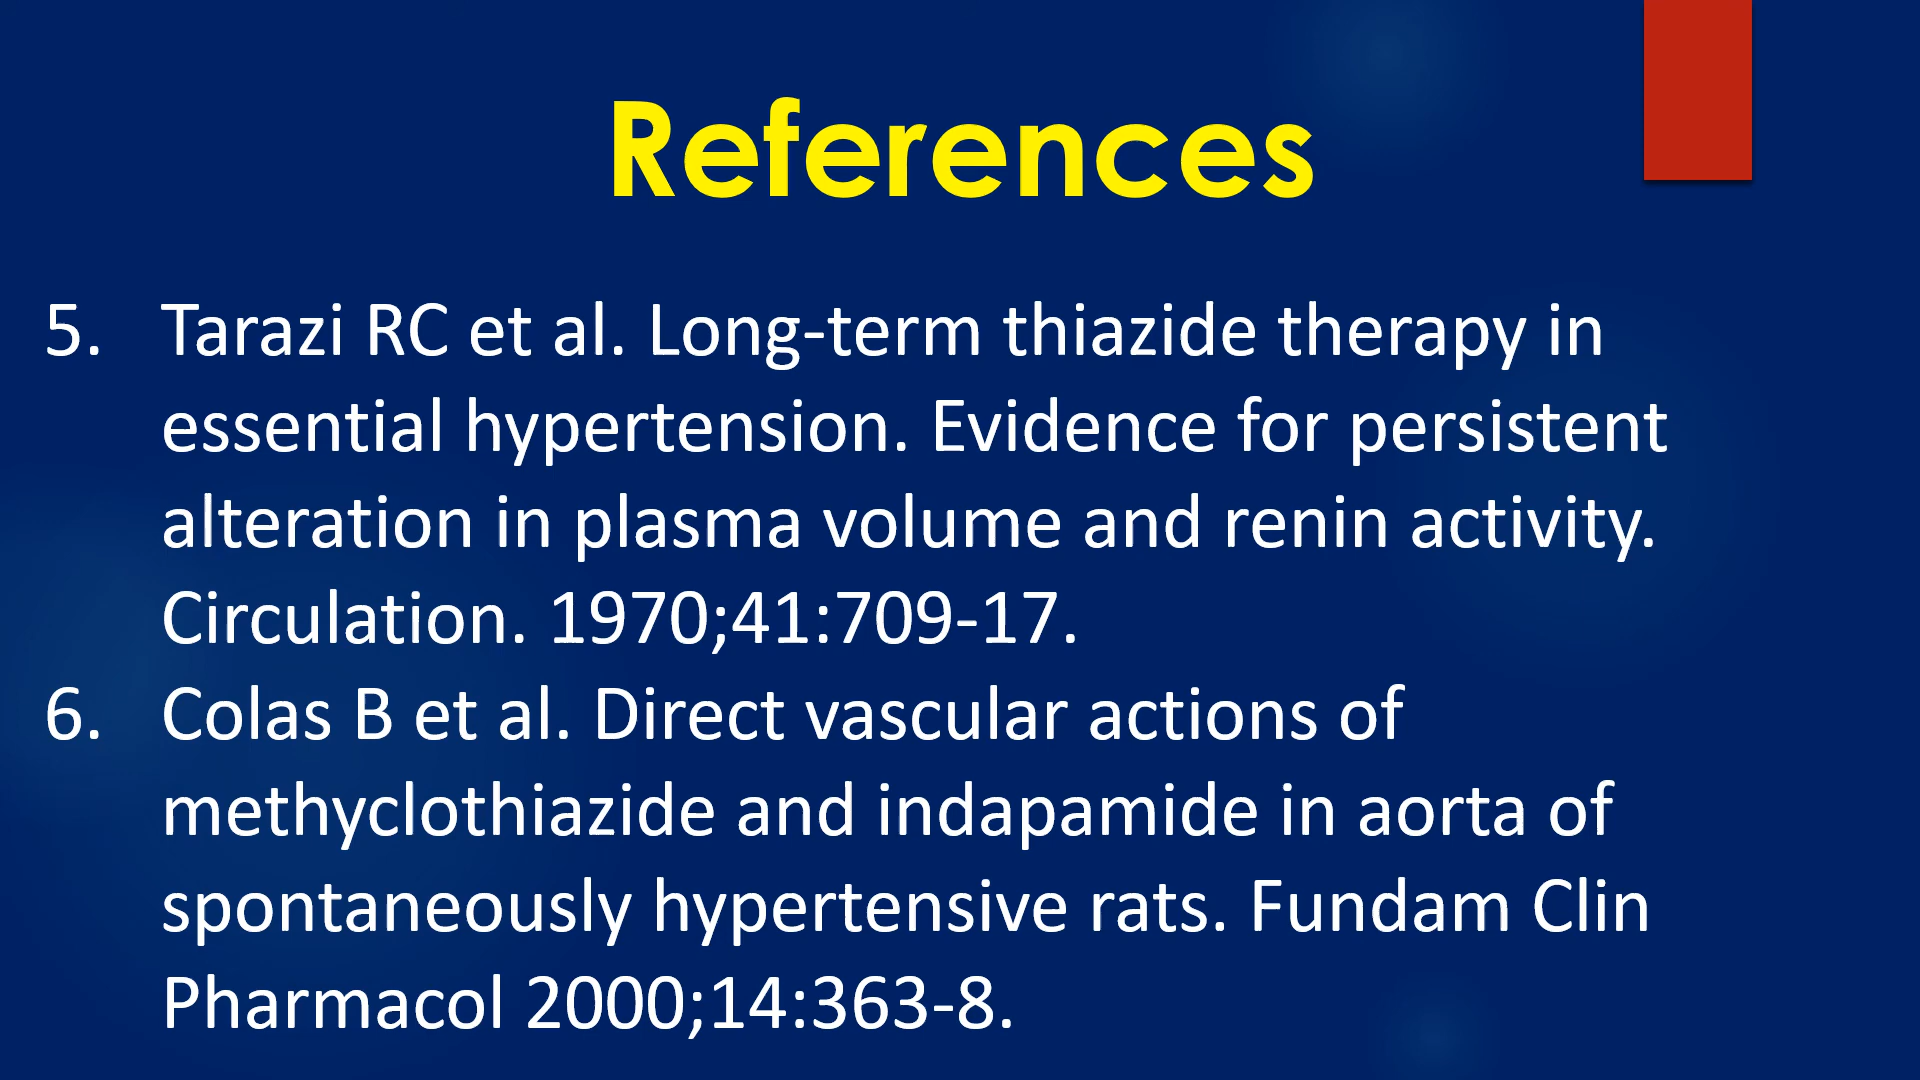 References
5. Tarazi RC et al. Long-term thiazide therapy in
essential hypertension. Evidence for persistent
alteration in plasma volume and renin activity.
Circulation. 1970;41:709-17.
6. Colas B et al. Direct vascular actions of
methyclothiazide and indapamide in aorta of
spontaneously hypertensive rats. Fundam Clin
Pharmacol 2000;14:363-8.